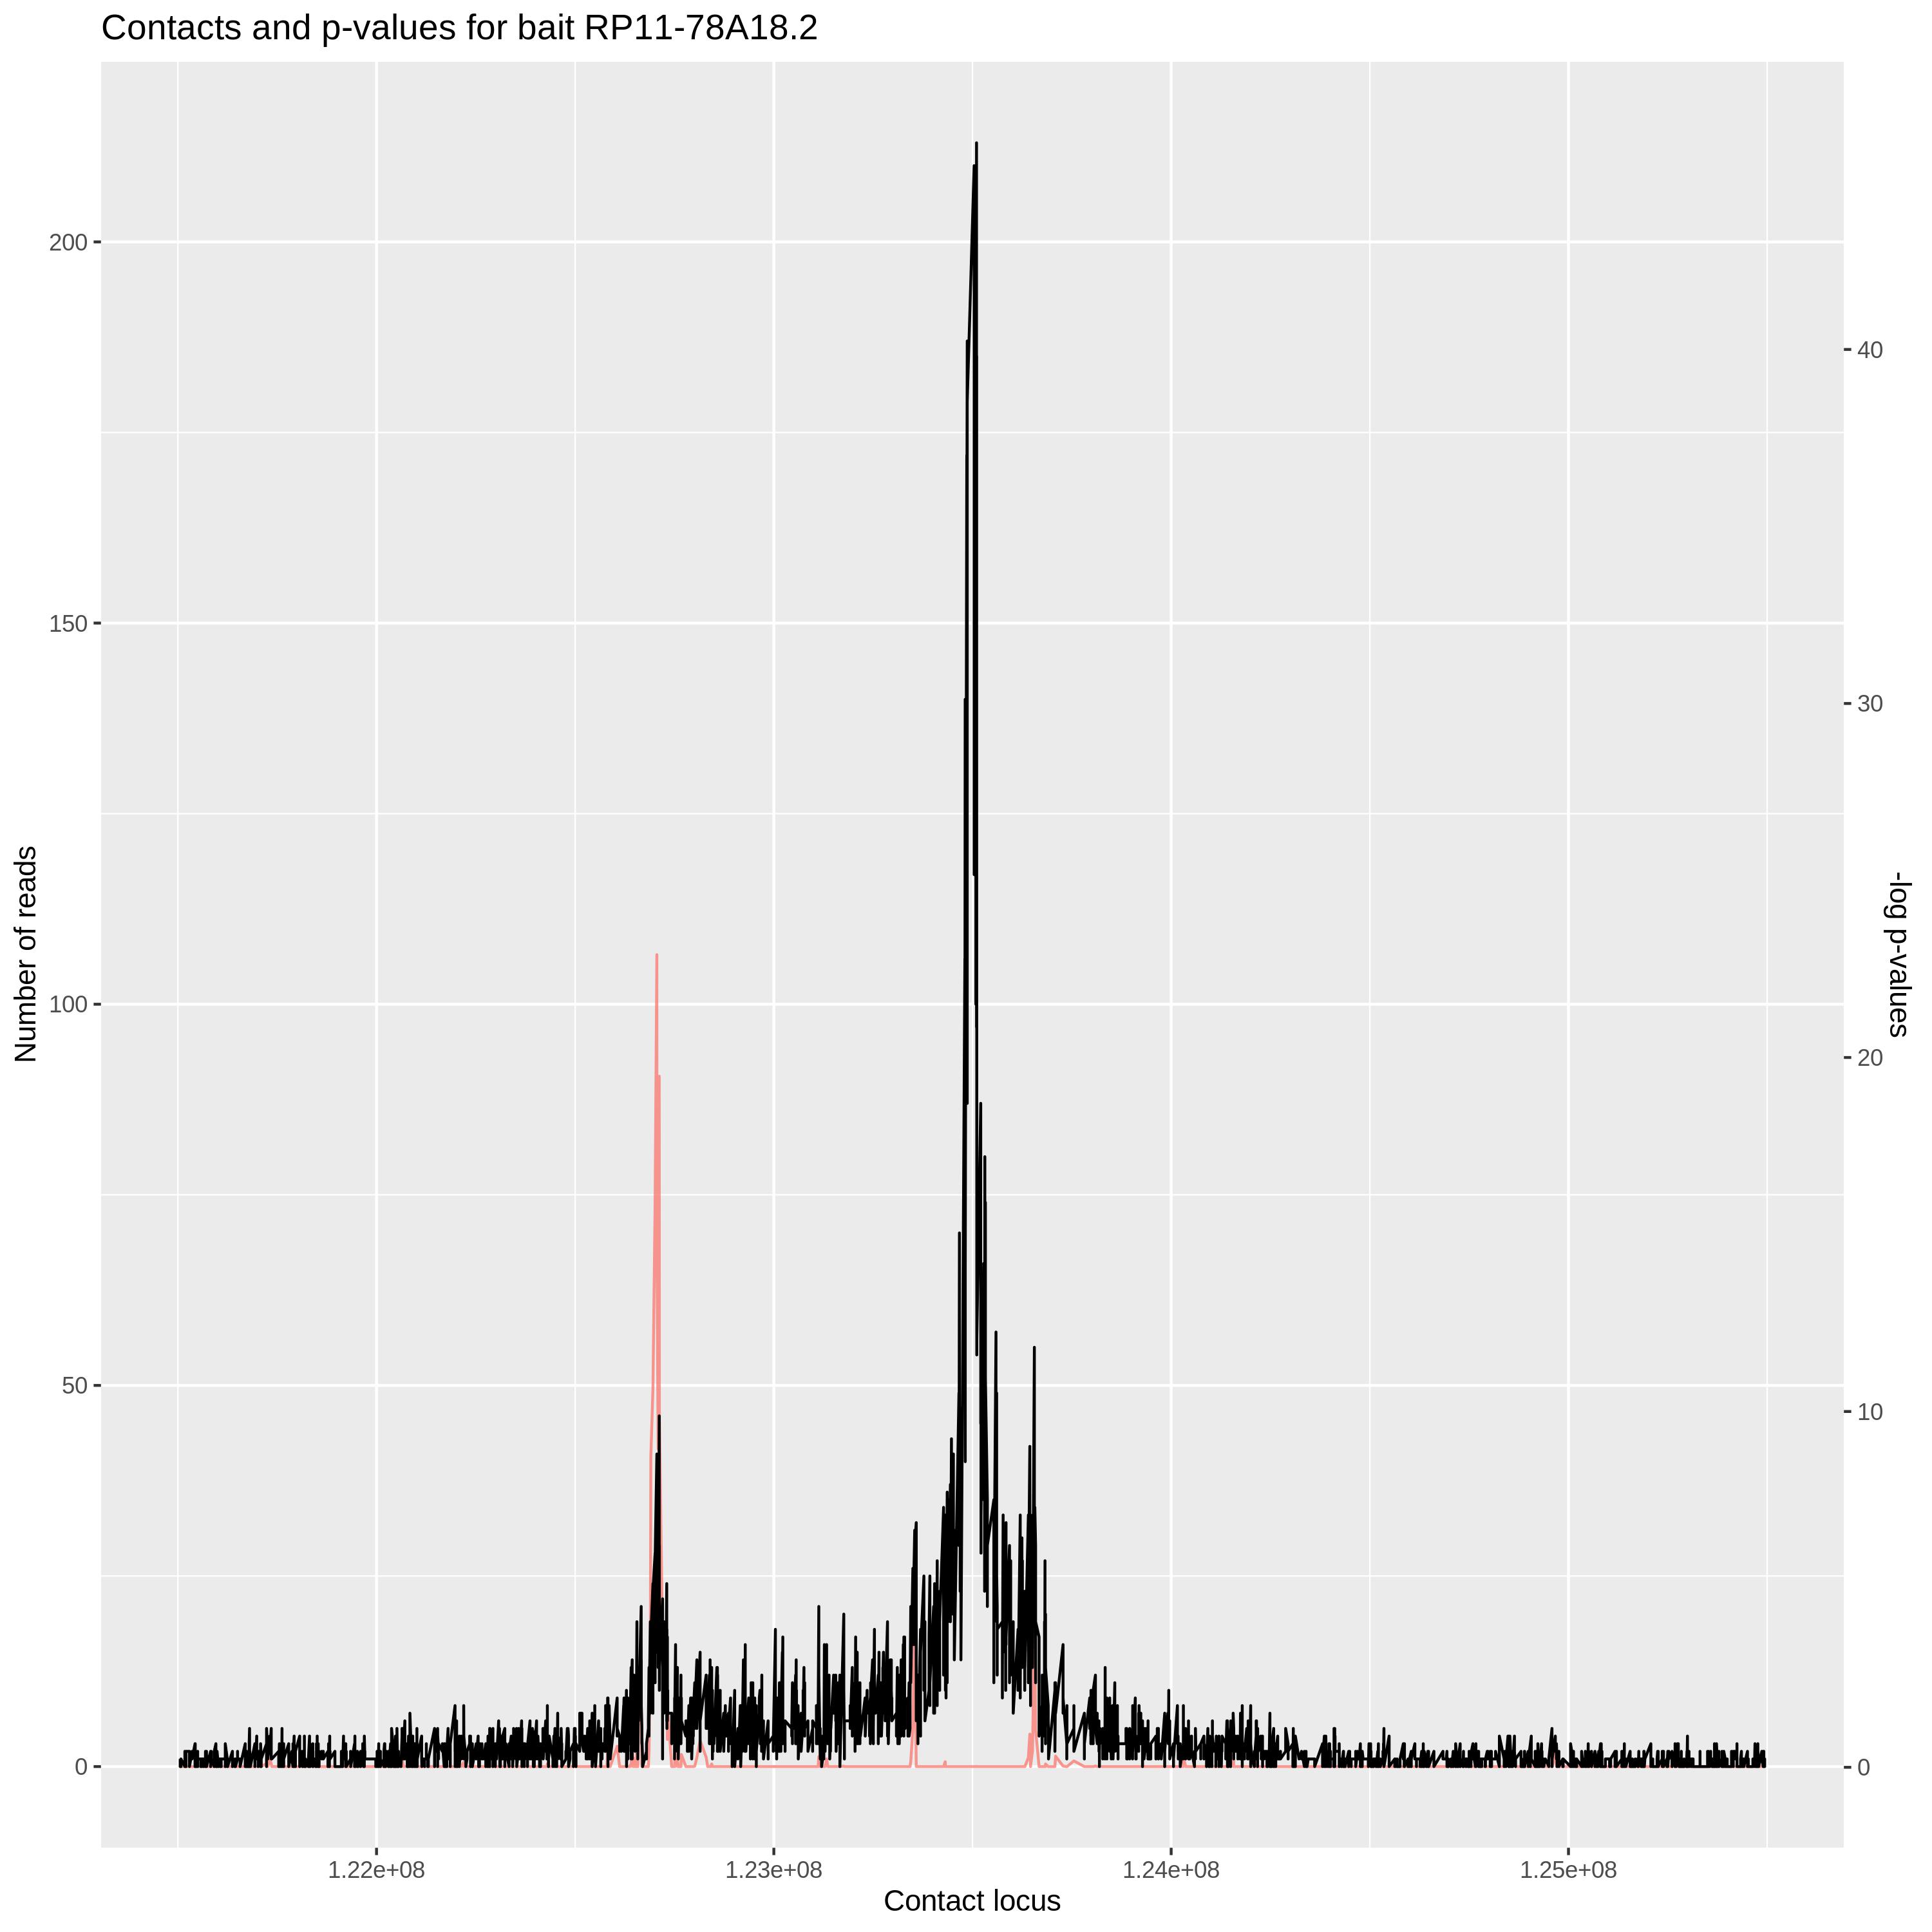 Contacts and p-values for bait RP11-78A18.2
200
150
100
50
0
Number of reads
40
30
20
10
0
-log p-values
1.22e+08
1.23e+08
1.24e+08
1.25e+08
Contact locus